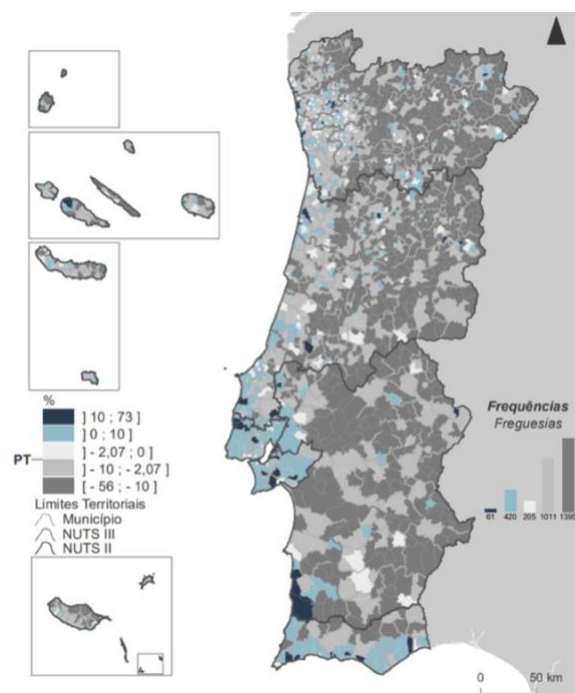 %
] 10 ; 73 ]
] 0 ; 10 ]
] - 2,07 ; 0 ]
PT
] - 10 ; - 2,07 ]
[ - 56 ; - 10 ]
Limites Territoriais
Município
NUTS III
NUTS II
Frequências
Freguesias
61 420 205 1011 1395
0 50 km